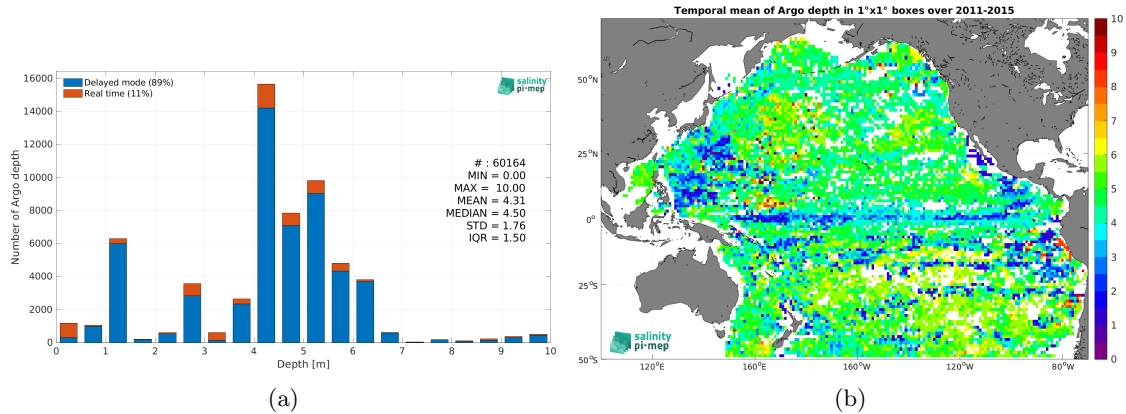 Delayed mode (89%)
Real time (11%)
salinity
pi-mep
# : 60164
MIN = 0.00
MAX = 10.00
MEAN = 4.31
MEDIAN = 4.50
STD = 1.76
IQR = 1.50
Number of Argo depth
16000
14000
12000
10000
8000
6000
4000
2000
0
0 1 2 3 4 5 6 7 8 9 10
Depth [m]
(a)
Temporal mean of Argo depth in 1°x1° boxes over 2011-2015
50°N
25°N
0°
25°S
50°S
120°W 160°E 160°W 120°W 80°W
salinity
pi-mep
10
9
8
7
6
5
4
3
2
1
0
(b)